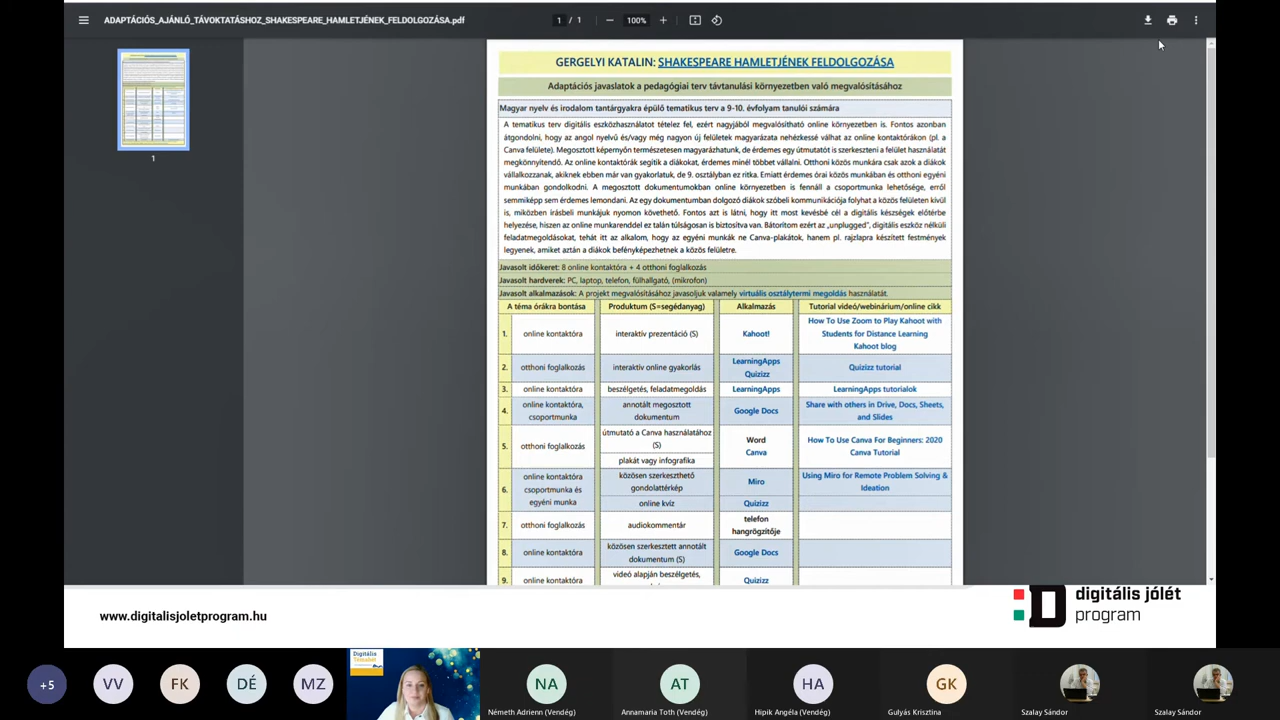 ADAPTÁCIÓS_AJÁNLÓ_TÁVOKTATÁSHOZ_SHAKESPEARE_HAMLETJÉNEK_FELDOLGOZÁSA.pdf
1 / 1
100%
1
GERGELYI KATALIN: SHAKESPEARE HAMLETJÉNEK FELDOLGOZÁSA
Adaptációs javaslatok a pedagógiai terv távtanulási környezetben való megvalósításához
Magyar nyelv és irodalom tantárgyakra épülő tematikus terv a 9-10. évfolyam tanulói számára
A tematikus terv digitális eszközhasználatot tételez fel, ezért nagyjából megvalósítható online környezetben is. Fontos azonban
átgondolni, hogy az angol nyelvű és/vagy még nagyon új felületek magyarázata nehézkessé válhat az online kontaktórákon (pl. a
Canva felülete). Megosztott képernyőn természetesen magyarázhatunk, de érdemes egy útmutatót is szerkeszteni a felület használatát
megkönnyítendő. Az online kontaktórák segítik a diákokat, érdemes minél többet vállalni. Otthoni közös munkára csak azok a diákok
vállalkozzanak, akiknek ebben már van gyakorlatuk, de 9. osztályban ez ritka. Emiatt érdemes órai közös munkában és otthoni egyéni
munkában gondolkodni. A megosztott dokumentumokban online környezetben is fennáll a csoportmunka lehetősége, erről
semmiképp sem érdemes lemondani. Az egy dokumentumban dolgozó diákok szóbeli kommunikációja folyhat a közös felületen kívül
is, miközben írásbeli munkájuk nyomon követhető. Fontos azt is látni, hogy itt most kevésbé cél a digitális készségek előtérbe
helyezése, hiszen az online munkarenddel ez talán túlságosan is biztosítva van. Bátorítom ezért az „unplugged”, digitális eszköz nélküli
feladatmegoldásokat, tehát itt az alkalom, hogy az egyéni munkák ne Canva-plakátok, hanem pl. rajzlapra készített festmények
legyenek, amiket aztán a diákok befényképezhetnek a közös felületre.
Javasolt időkeret: 8 online kontaktóra + 4 otthoni foglalkozás
Javasolt hardverek: PC, laptop, telefon, fülhallgató, (mikrofon)
Javasolt alkalmazások: A projekt megvalósításához javasoljuk valamely virtuális osztálytermi megoldás használatát.
A téma órákra bontása Produktum (S=segédanyag) Alkalmazás Tutorial videó/webinárium/online cikk
1. online kontaktóra interaktív prezentáció (S) Kahoot! How To Use Zoom to Play Kahoot with
Students for Distance Learning
Kahoot blog
2. otthoni foglalkozás interaktív online gyakorlás LearningApps
Quizizz Quizizz tutorial
3. online kontaktóra beszélgetés, feladatmegoldás LearningApps LearningApps tutorialok
4. online kontaktóra,
csoportmunka annotált megosztott
dokumentum Google Docs Share with others in Drive, Docs, Sheets,
and Slides
5. otthoni foglalkozás útmutató a Canva használatához
(S)
plakát vagy infografika Word
Canva How To Use Canva For Beginners: 2020
Canva Tutorial
6. online kontaktóra
csoportmunka és
egyéni munka közösen szerkeszthető
gondolattérkép Miro Using Miro for Remote Problem Solving &
Ideation
online kvíz Quizizz
7. otthoni foglalkozás audiokommentár telefon
hangrögzítője
8. online kontaktóra közösen szerkesztett annotált
dokumentum (S) Google Docs
9. online kontaktóra videó alapján beszélgetés, Quizizz
www.digitalisjoletprogram.hu
digitális jólét
program
+5
VV
FK
DÉ
MZ
Digitális
Témahét
NA
Németh Adrienn (Vendég)
AT
Annamaria Toth (Vendég)
HA
Hipik Angéla (Vendég)
GK
Gulyás Krisztina
Szalay Sándor
Szalay Sándor